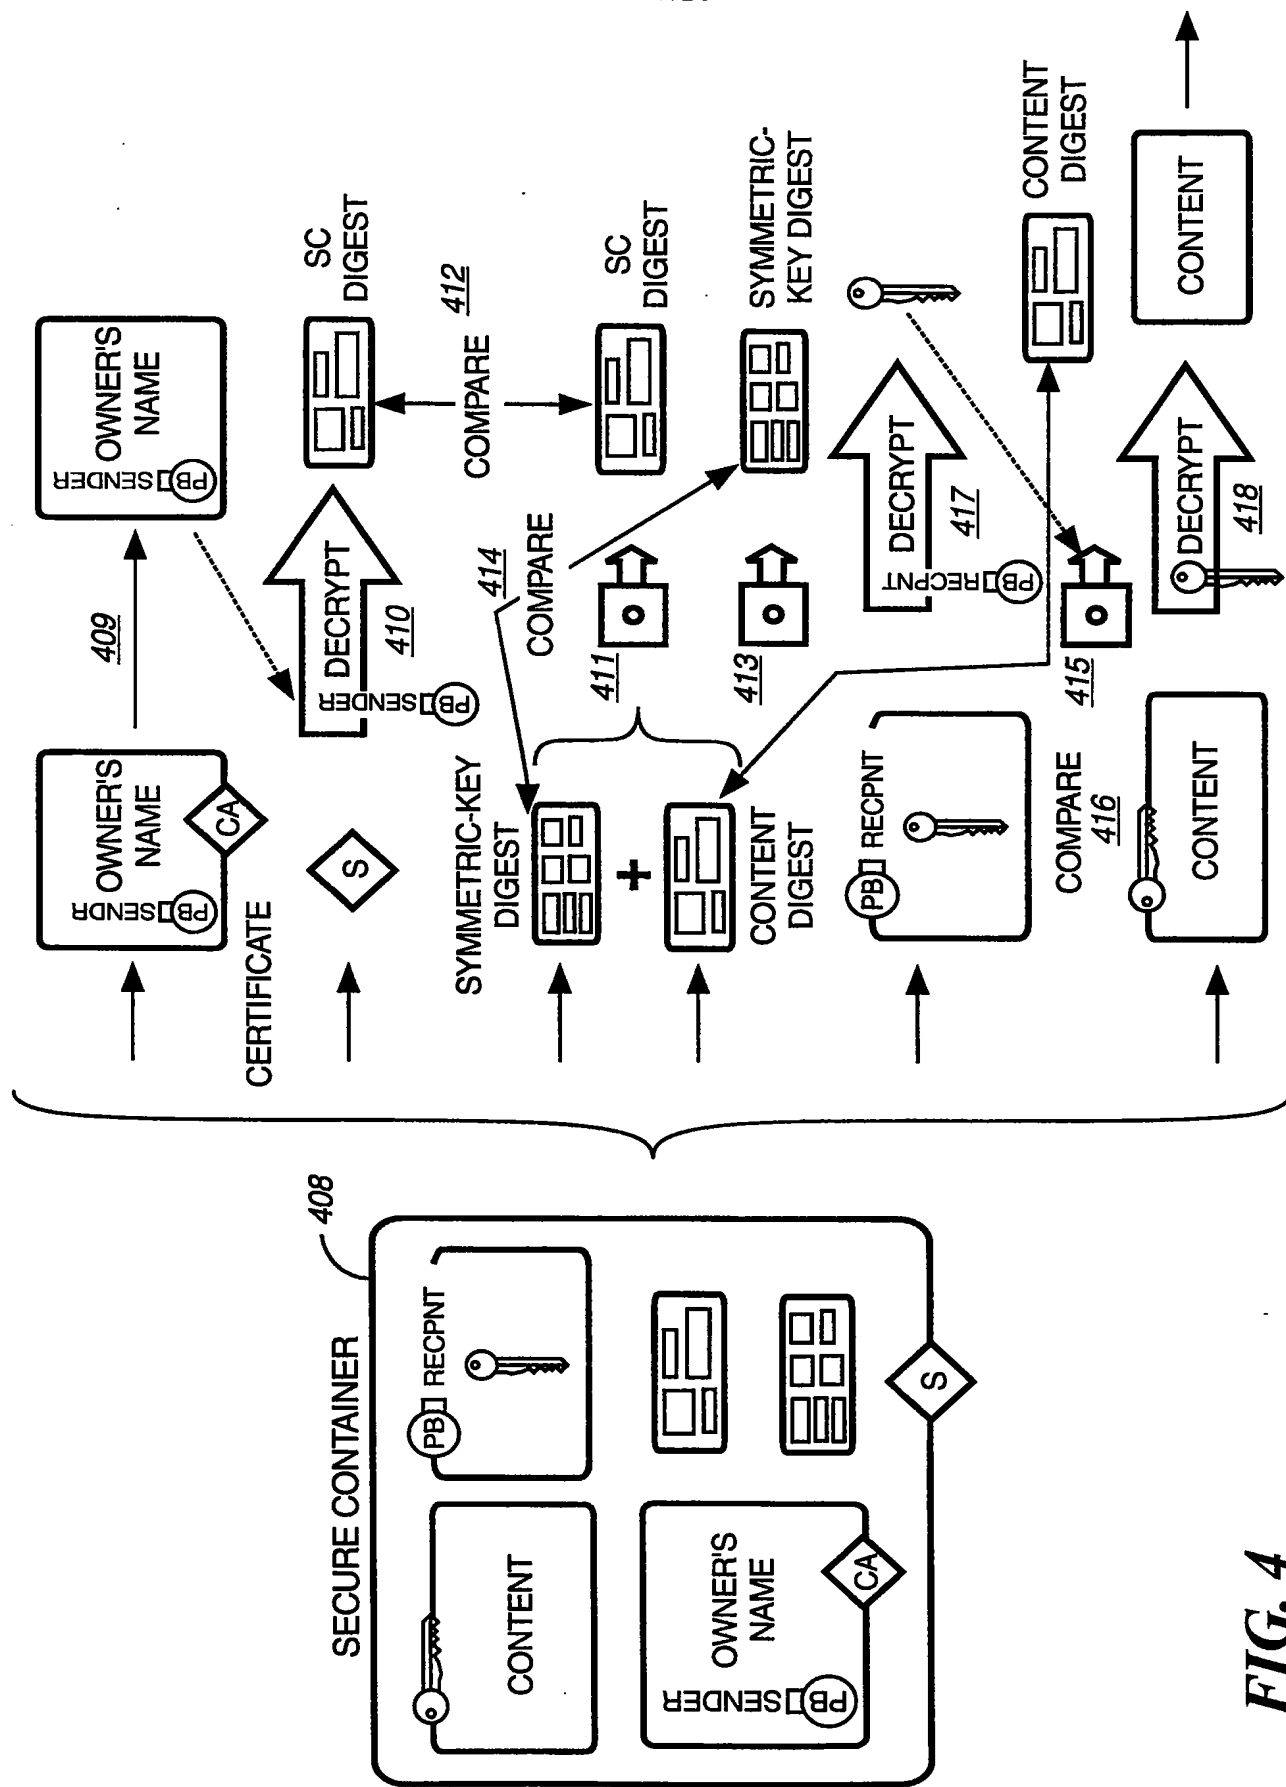 SECURE CONTAINER
408
CONTENT
PB RECPNT
PB SENDER
OWNER'S
NAME
CA
S
PB SENDR
OWNER'S
NAME
CA
CERTIFICATE
409
PB SENDER
OWNER'S
NAME
S
PB SENDER
DECRYPT
410
SC
DIGEST
COMPARE
412
SYMMETRIC-KEY
DIGEST
414
COMPARE
411
SC
DIGEST
+
CONTENT
DIGEST
413
SYMMETRIC-
KEY DIGEST
PB RECPNT
PB RECPNT
DECRYPT
417
COMPARE
416
415
CONTENT
DIGEST
CONTENT
DECRYPT
418
CONTENT
FIG. 4